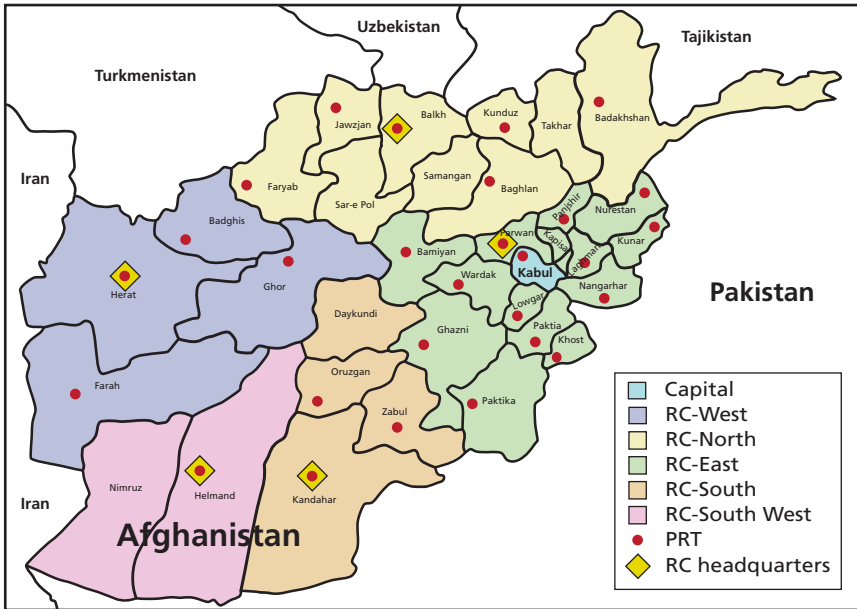 Uzbekistan
Tajikistan
Turkmenistan
Jawzjan
Balkh
Kunduz
Takhar
Badakhshan
Iran
Faryab
Sar-e Pol
Samangan
Baghlan
Badghis
Panjshir
Nurestan
Parwan
Kapisa
Laghman
Kunar
Bamiyan
Herat
Ghor
Wardak
Kabul
Nangarhar
Pakistan
Daykundi
Lowgar
Ghazni
Paktia
Khost
Farah
Oruzgan
Zabul
Paktika
Nimruz
Helmand
Kandahar
Iran
Afghanistan
Capital
RC-West
RC-North
RC-East
RC-South
RC-South West
PRT
RC headquarters